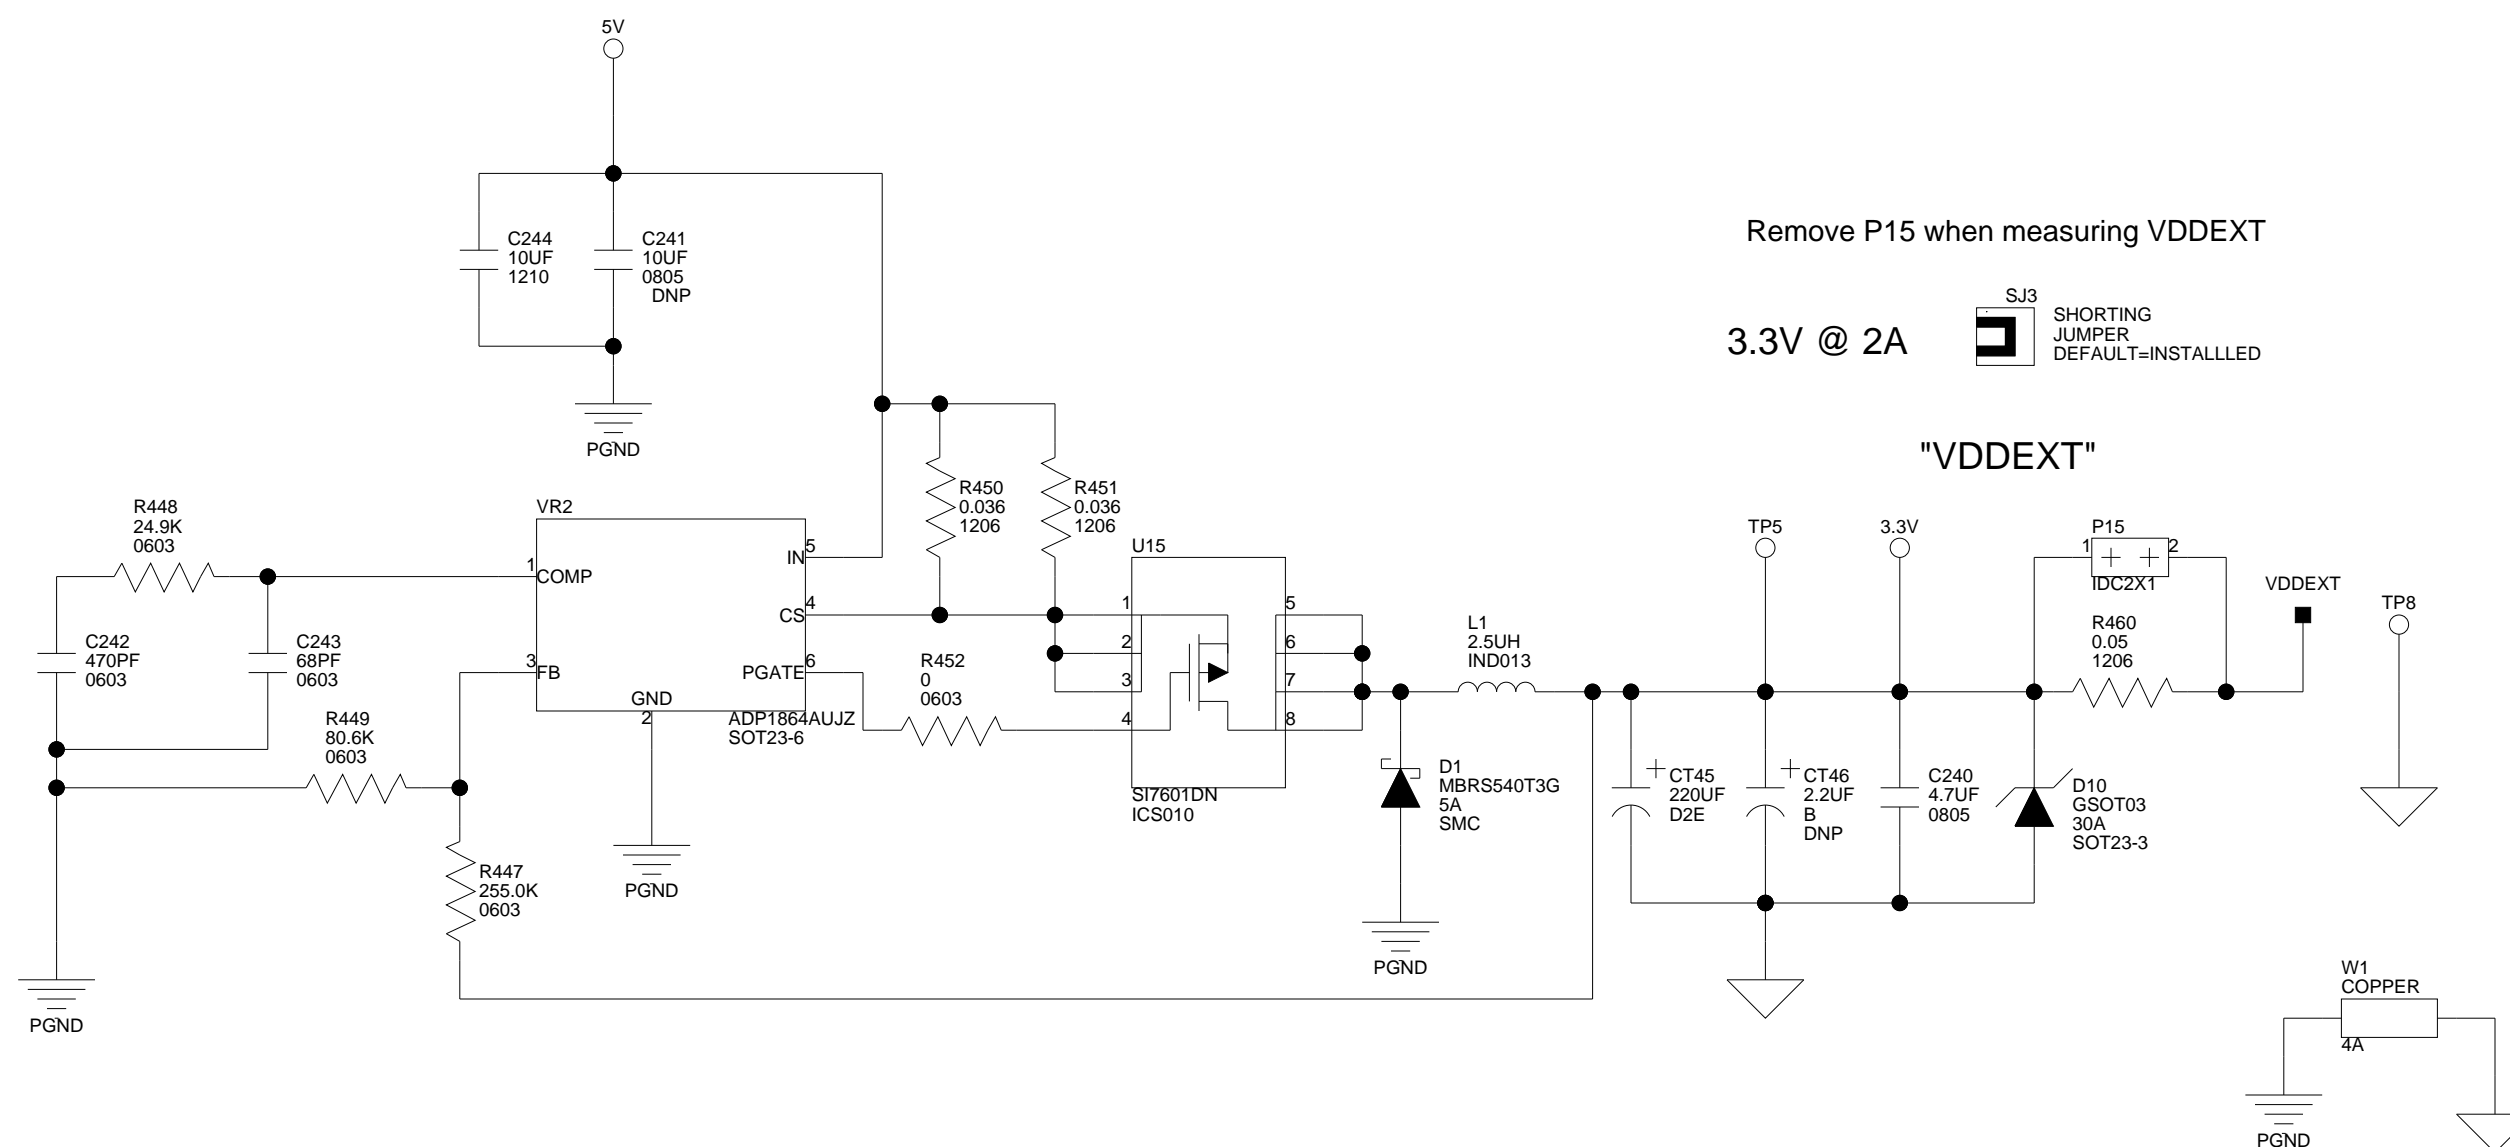 5V
C244
10UF
1210
C241
10UF
0805
DNP
PGND
Remove P15 when measuring VDDEXT
3.3V @ 2A
SJ3
SHORTING
JUMPER
DEFAULT=INSTALLLED
"VDDEXT"
R448
24.9K
0603
C242
470PF
0603
C243
68PF
0603
R449
80.6K
0603
R447
255.0K
0603
PGND
VR2
1
COMP
3
FB
GND
2
IN
5
CS
4
PGATE
6
ADP1864AUJZ
SOT23-6
PGND
R450
0.036
1206
R451
0.036
1206
R452
0
0603
U15
1
2
3
4
5
6
7
8
SI7601DN
ICS010
D1
MBRS540T3G
5A
SMC
PGND
L1
2.5UH
IND013
CT45
220UF
D2E
TP5
CT46
2.2UF
B
DNP
3.3V
C240
4.7UF
0805
D10
GSOT03
30A
SOT23-3
P15
1
2
IDC2X1
R460
0.05
1206
VDDEXT
TP8
W1
COPPER
4A
PGND